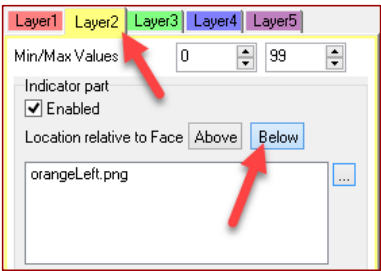 Layer1 Layer2 Layer3 Layer4 Layer5
Min/Max Values 0 99
Indicator part
Enabled
Location relative to Face Above Below
orangeLeft.png ...